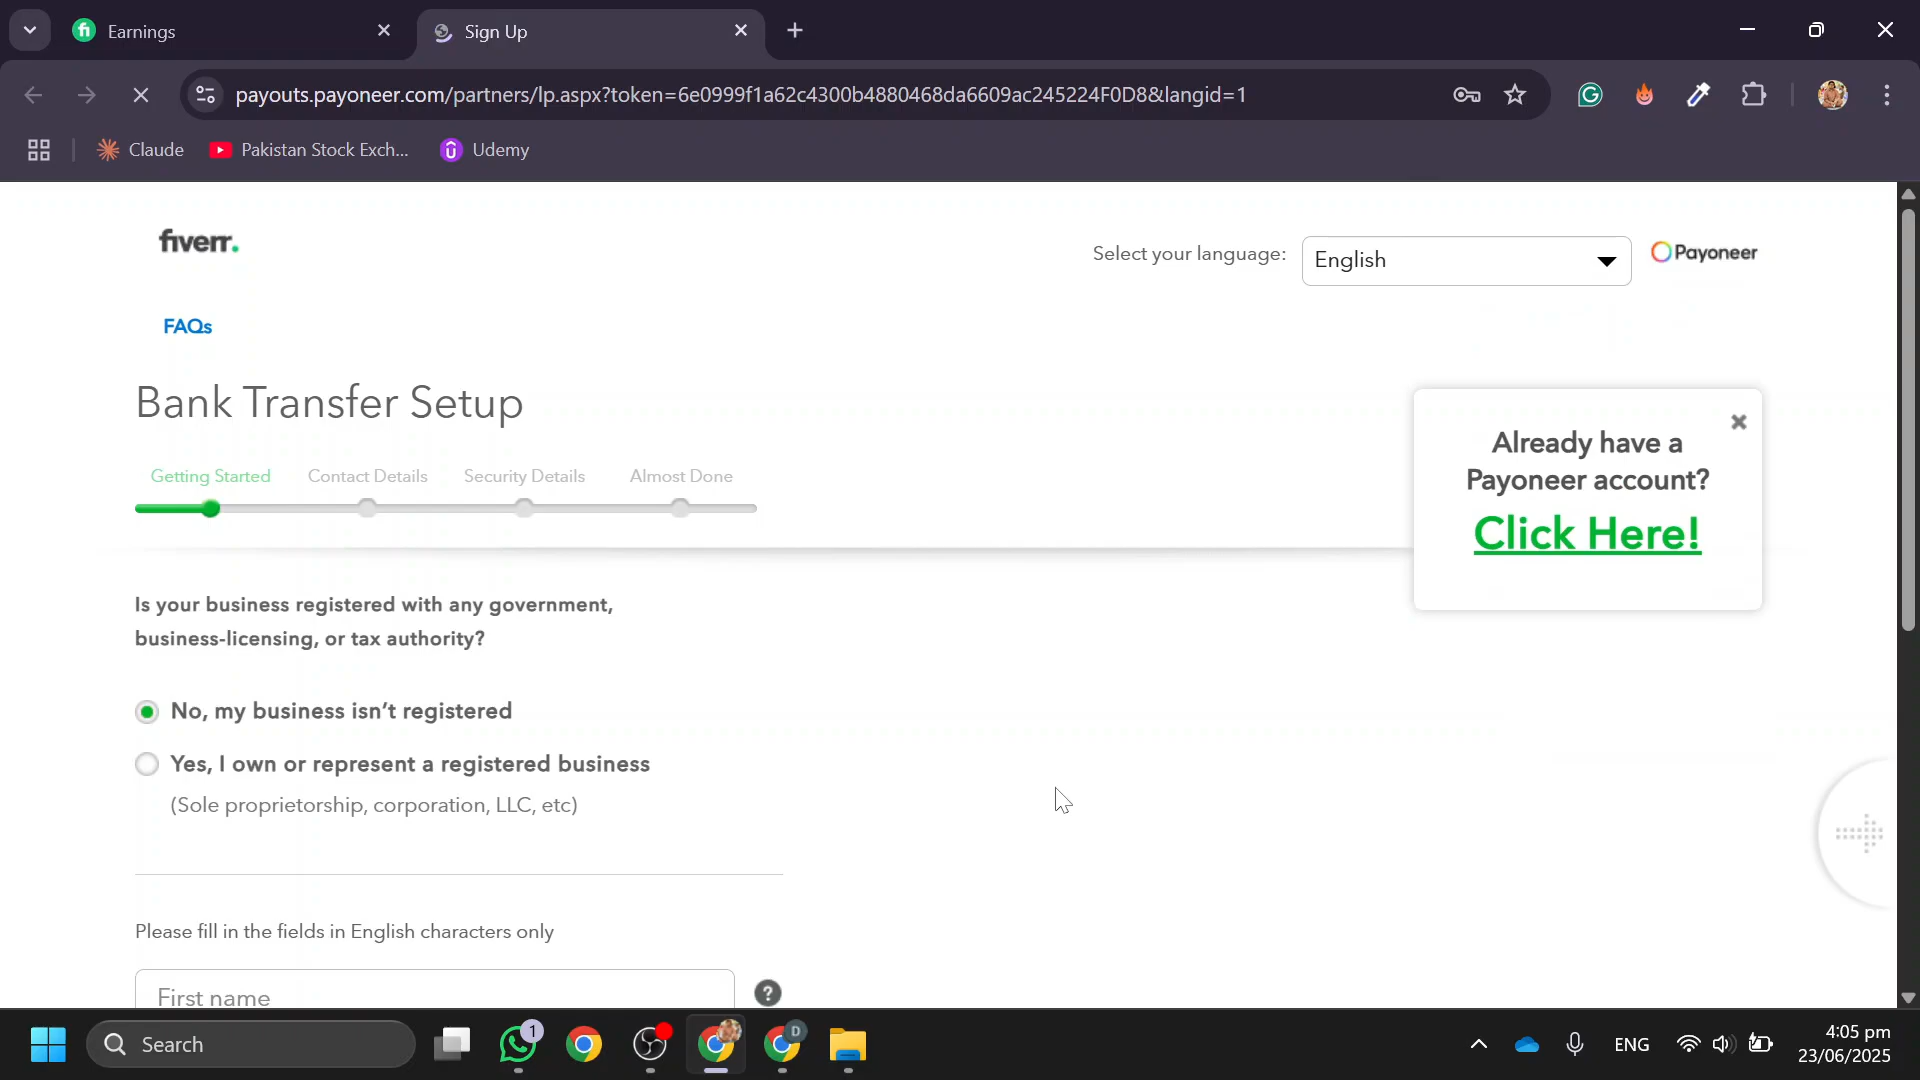 Earnings
Sign Up
payouts.payoneer.com/partners/lp.aspx?token=6e0999f1a62c4300b4880468da6609ac245224F0D8&langid=1
Claude
Pakistan Stock Exch...
Udemy
fiverr.
Select your language:
English
Payoneer
FAQs
Bank Transfer Setup
Getting Started
Contact Details
Security Details
Almost Done
Already have a
Payoneer account?
Click Here!
Is your business registered with any government,
business-licensing, or tax authority?
No, my business isn't registered
Yes, I own or represent a registered business
(Sole proprietorship, corporation, LLC, etc)
Please fill in the fields in English characters only
First name
?
Search
1
D
ENG
4:05 pm
23/06/2025